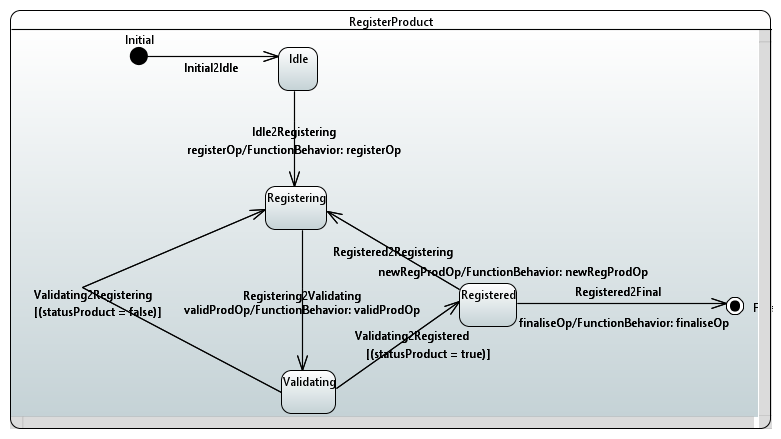 RegisterProduct
Initial
Initial2Idle
Idle
Idle2Registering
registerOp/FunctionBehavior: registerOp
Registering
Registered2Registering
newRegProdOp/FunctionBehavior: newRegProdOp
Validating2Registering
[(statusProduct = false)]
Registering2Validating
validProdOp/FunctionBehavior: validProdOp
Registered
Registered2Final
finaliseOp/FunctionBehavior: finaliseOp
Validating2Registered
[(statusProduct = true)]
Validating